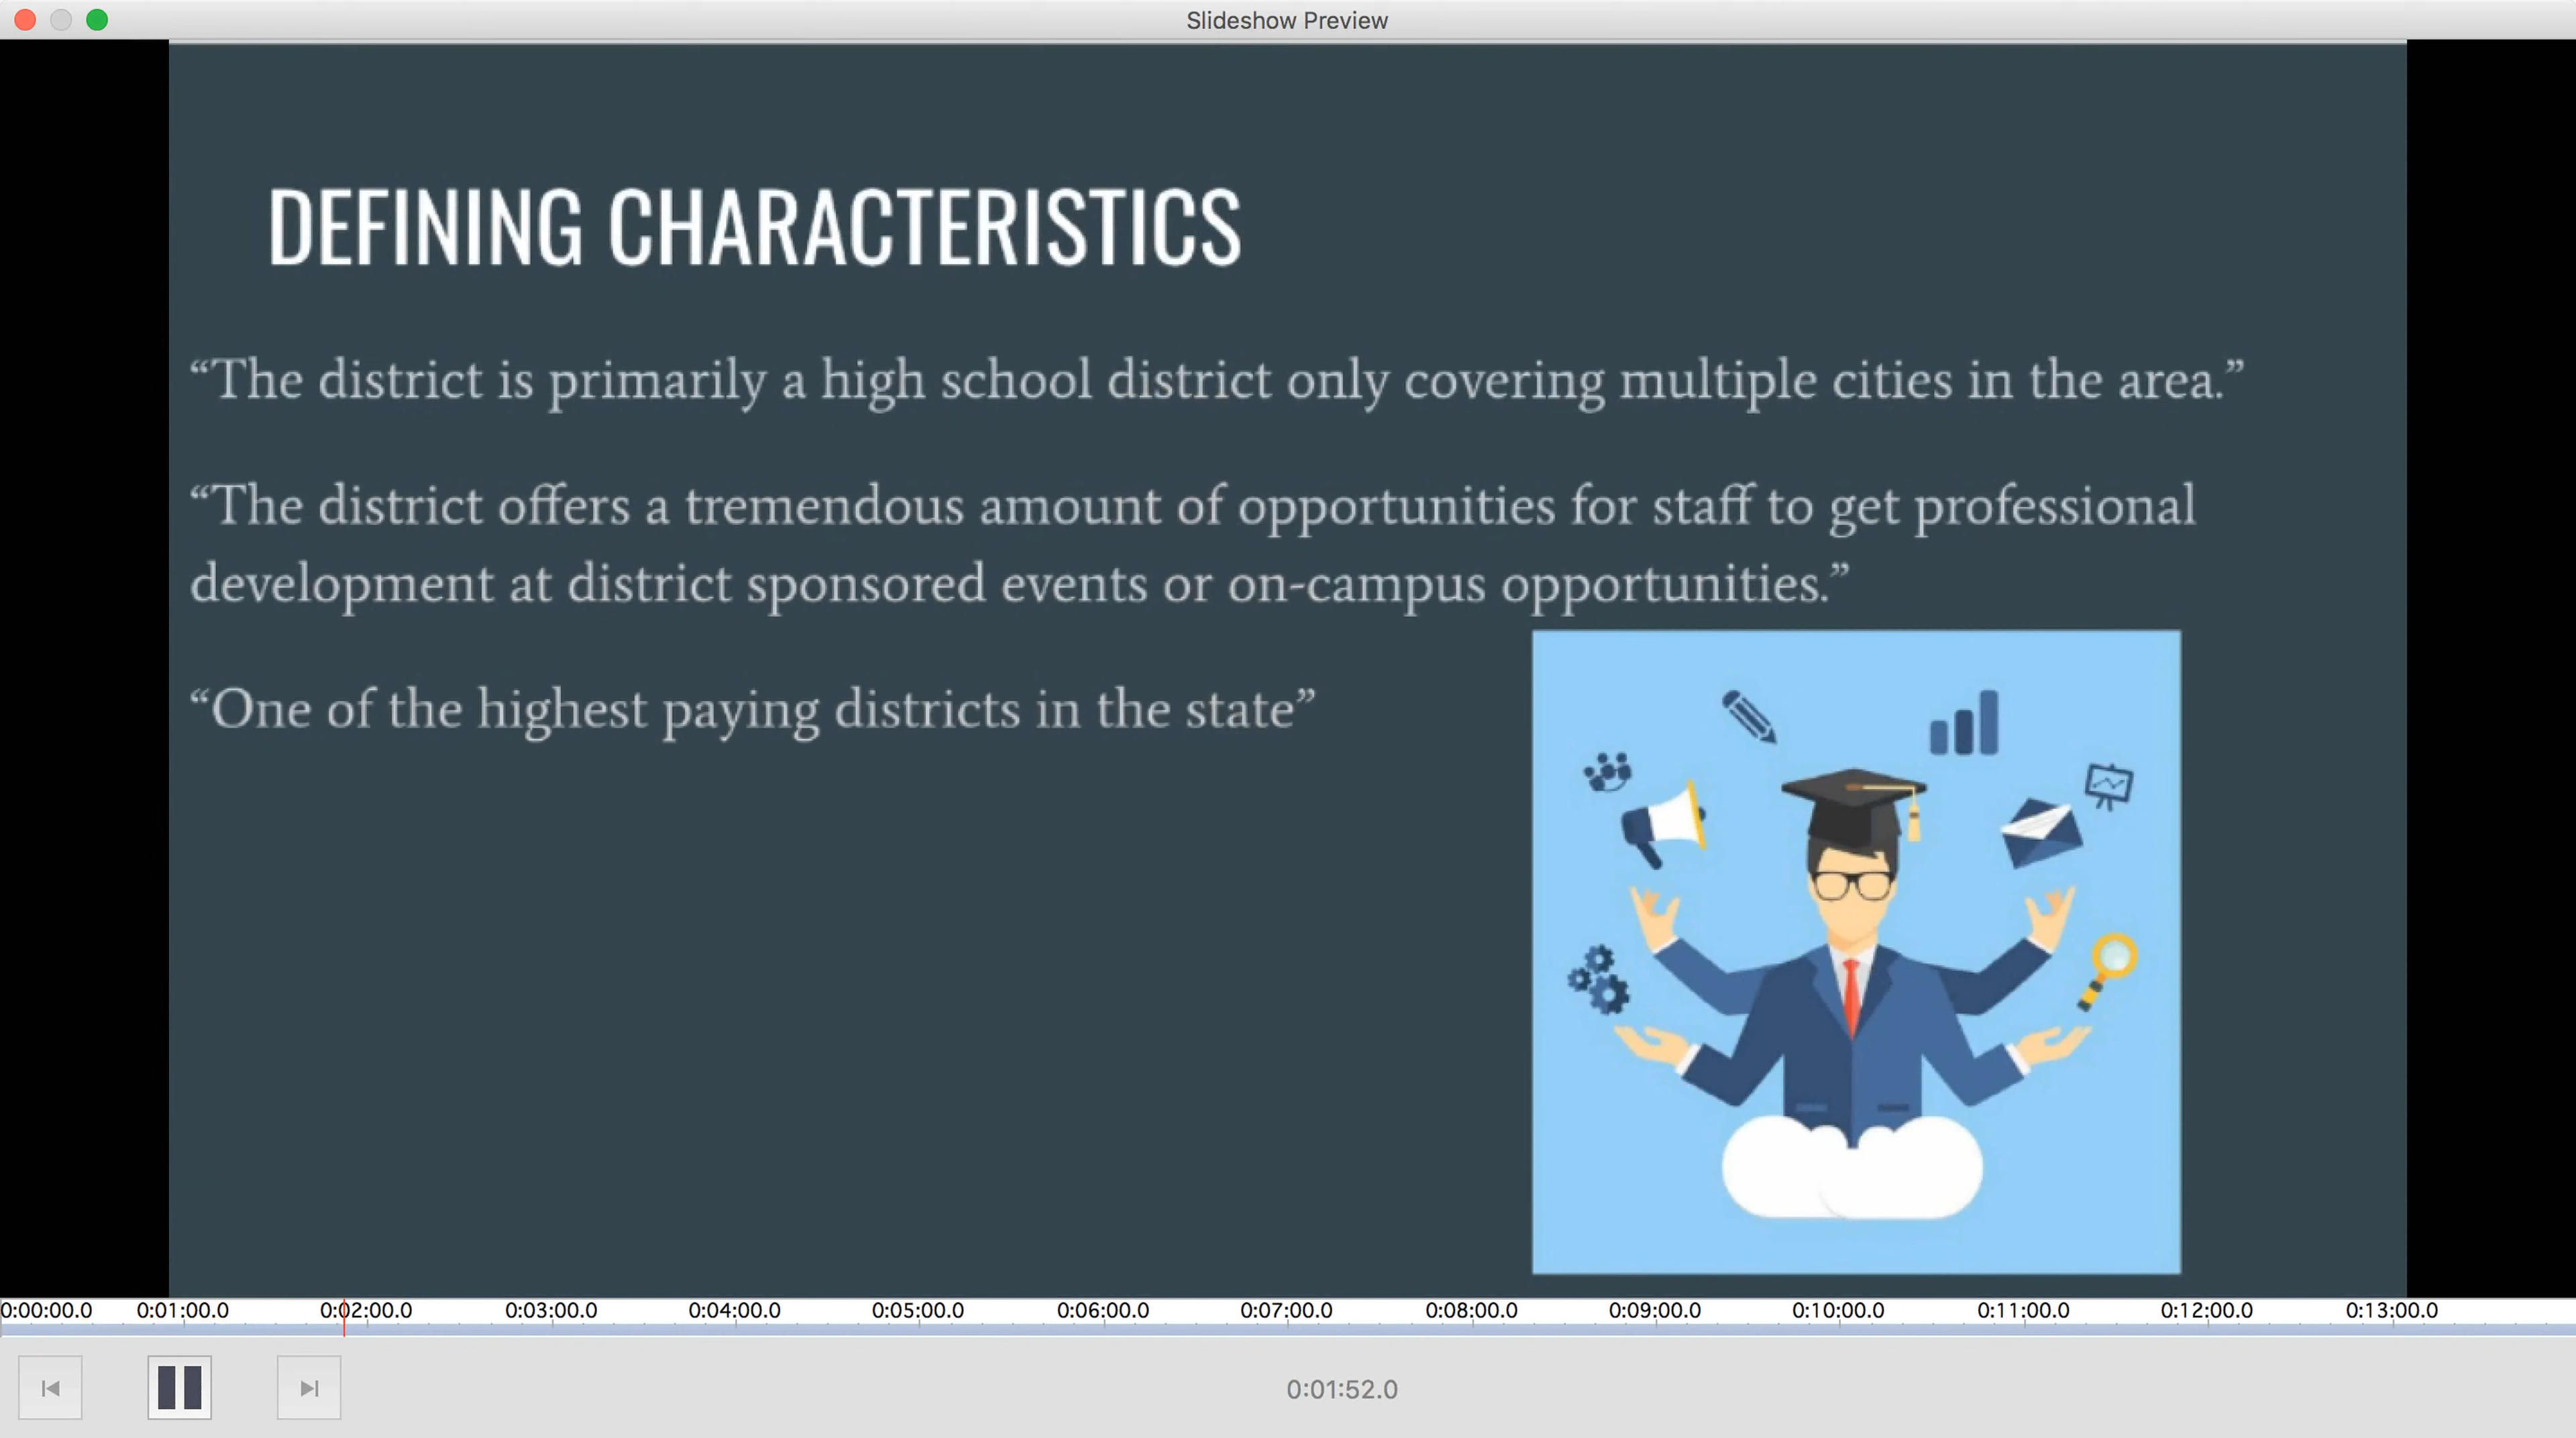 Slideshow Preview
DEFINING CHARACTERISTICS
“The district is primarily a high school district only covering multiple cities in the area.”
“The district offers a tremendous amount of opportunities for staff to get professional
development at district sponsored events or on-campus opportunities.”
“One of the highest paying districts in the state”
0:00:00.0 0:01:00.0 0:02:00.0 0:03:00.0 0:04:00.0 0:05:00.0 0:06:00.0 0:07:00.0 0:08:00.0 0:09:00.0 0:10:00.0 0:11:00.0 0:12:00.0 0:13:00.0
0:01:52.0